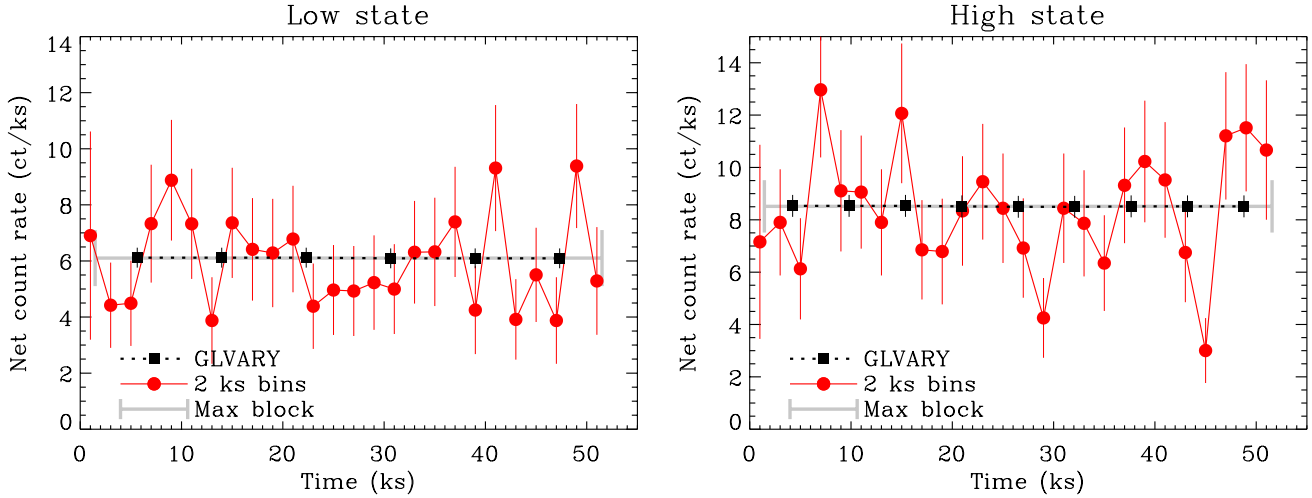 Low state
14
12
10
8
6
4
2
0
Net count rate (ct/ks)
GLVARY
2 ks bins
Max block
0 10 20 30 40 50
Time (ks)
High state
14
12
10
8
6
4
2
0
Net count rate (ct/ks)
GLVARY
2 ks bins
Max block
0 10 20 30 40 50
Time (ks)